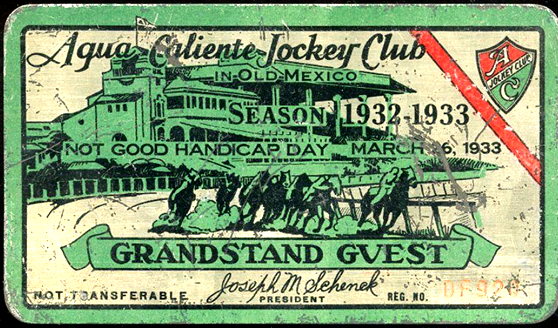 Agua Caliente Jockey Club
IN OLD MEXICO
A
JOCKEY CLUB
C
SEASON 1932-1933
NOT GOOD HANDICAP DAY MARCH 1933
GRANDSTAND GVEST
Joseph M Schenck
PRESIDENT
NOT TRANSFERABLE
REG. NO.